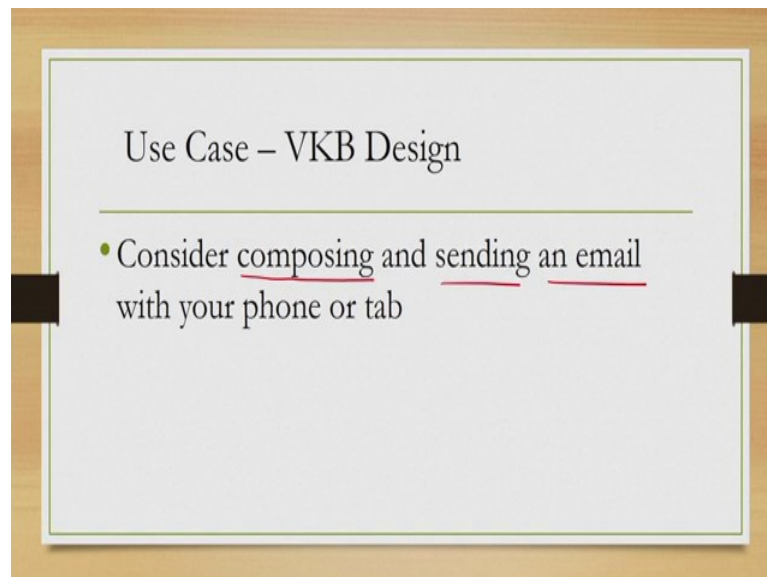 Use Case – VKB Design
• Consider composing and sending an email
with your phone or tab